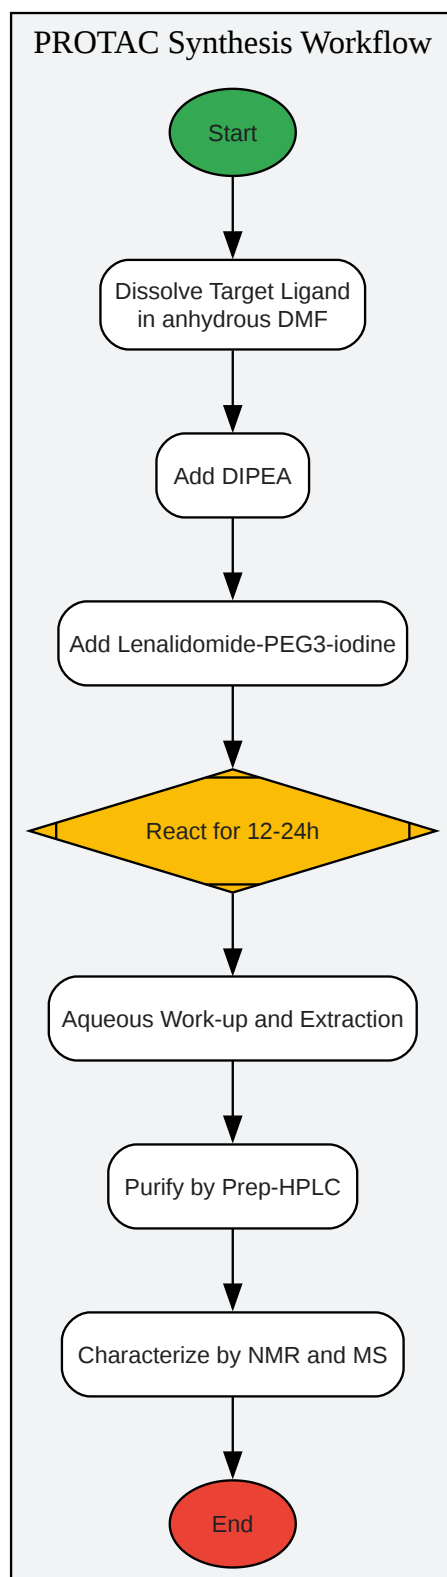 PROTAC Synthesis Workflow
Start
Dissolve Target Ligand
in anhydrous DMF
Add DIPEA
Add Lenalidomide-PEG3-iodine
React for 12-24h
Aqueous Work-up and Extraction
Purify by Prep-HPLC
Characterize by NMR and MS
End